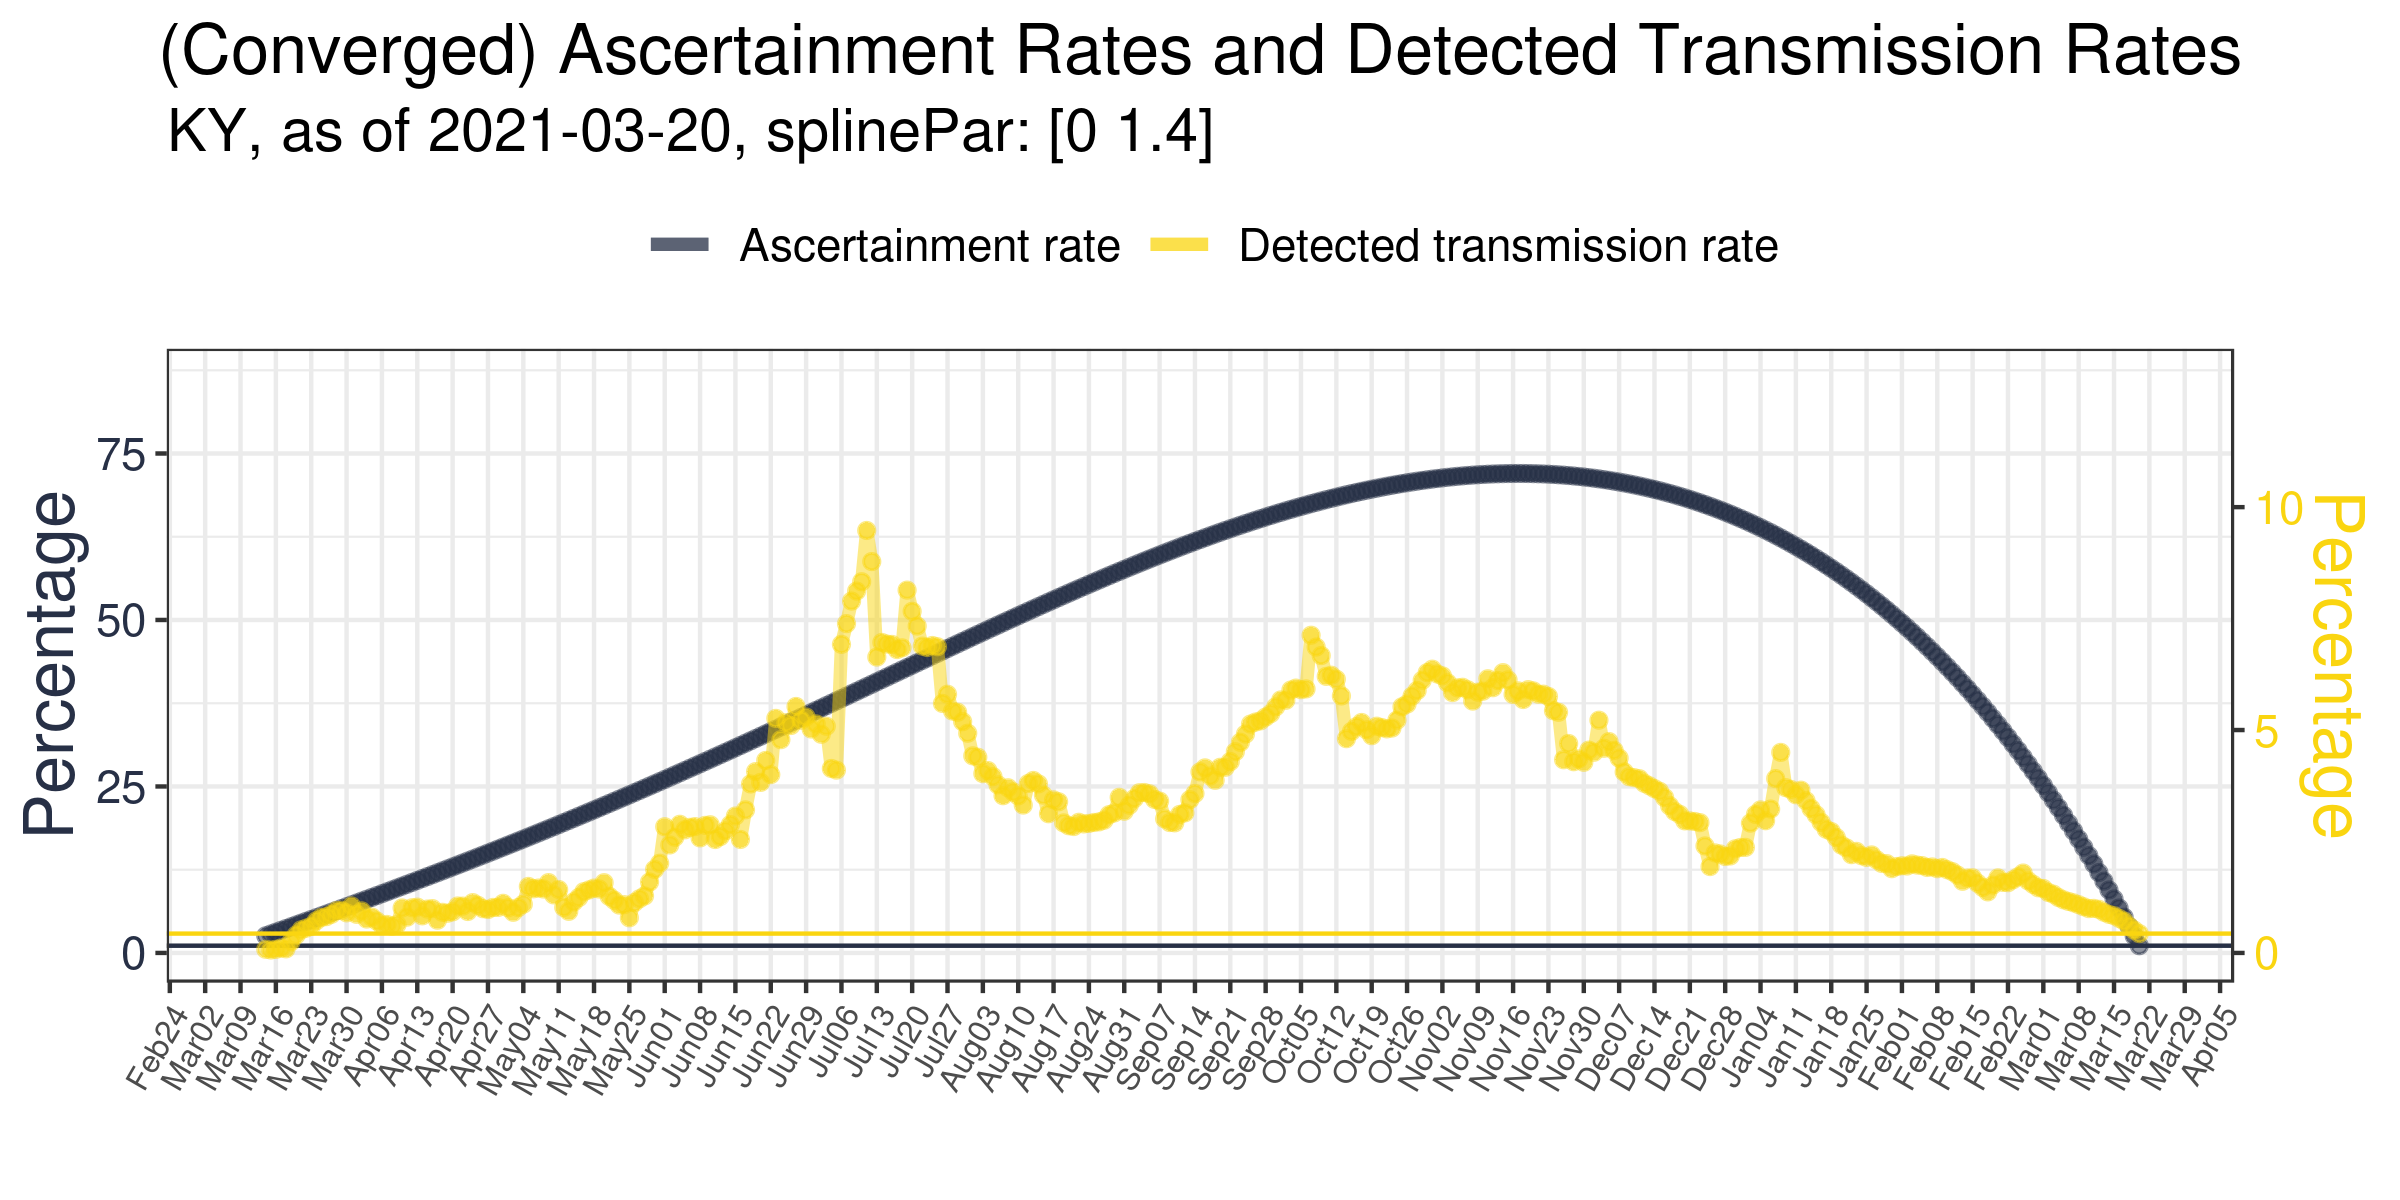 (Converged) Ascertainment Rates and Detected Transmission Rates
KY, as of 2021-03-20, splinePar: [0 1.4]
Ascertainment rate Detected transmission rate
Percentage
75
50
25
0
10
5
0
Percentage
Feb24 Mar02 Mar09 Mar16 Mar23 Mar30 Apr06 Apr13 Apr20 Apr27 May04 May11 May18 May25 Jun01 Jun08 Jun15 Jun22 Jun29 Jul06 Jul13 Jul20 Jul27 Aug03 Aug10 Aug17 Aug24 Aug31 Sep07 Sep14 Sep21 Sep28 Oct05 Oct12 Oct19 Oct26 Nov02 Nov09 Nov16 Nov23 Nov30 Dec07 Dec14 Dec21 Dec28 Jan04 Jan11 Jan18 Jan25 Feb01 Feb08 Feb15 Feb22 Mar01 Mar08 Mar15 Mar22 Mar29 Apr05